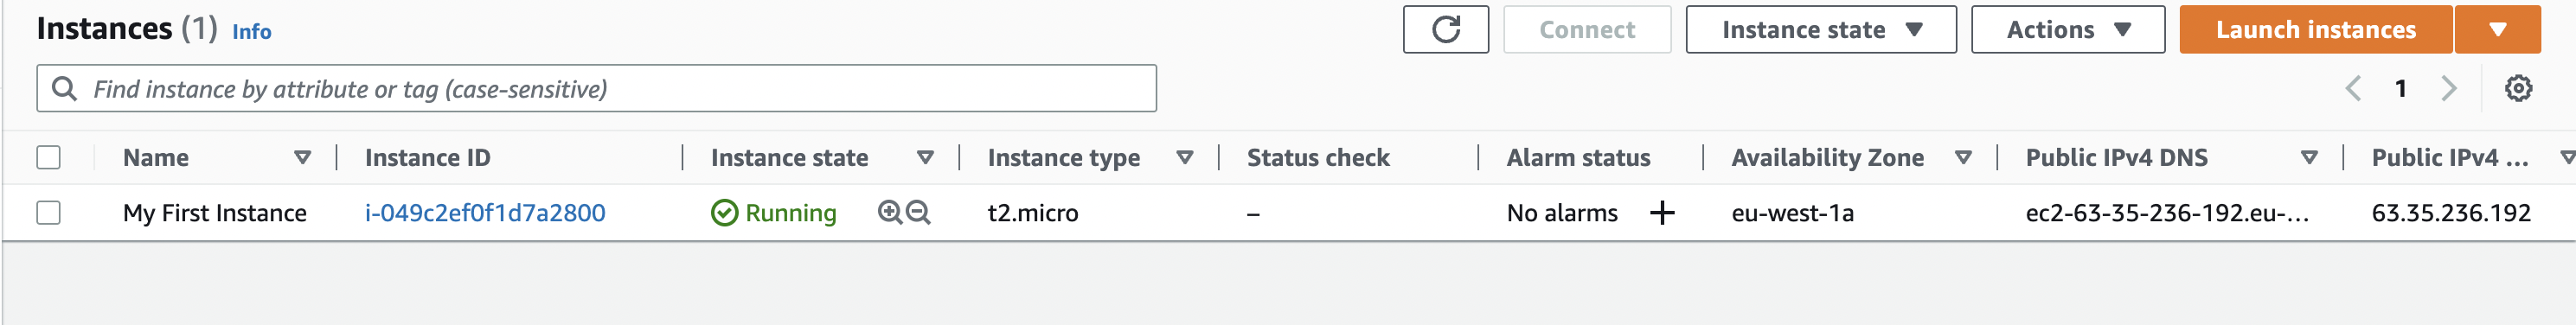 Instances (1) Info Connect Instance state Actions Launch instances
Find instance by attribute or tag (case-sensitive) 1
Name Instance ID Instance state Instance type Status check Alarm status Availability Zone Public IPv4 DNS Public IPv4 ...
My First Instance i-049c2ef0f1d7a2800 Running t2.micro – No alarms + eu-west-1a ec2-63-35-236-192.eu-... 63.35.236.192